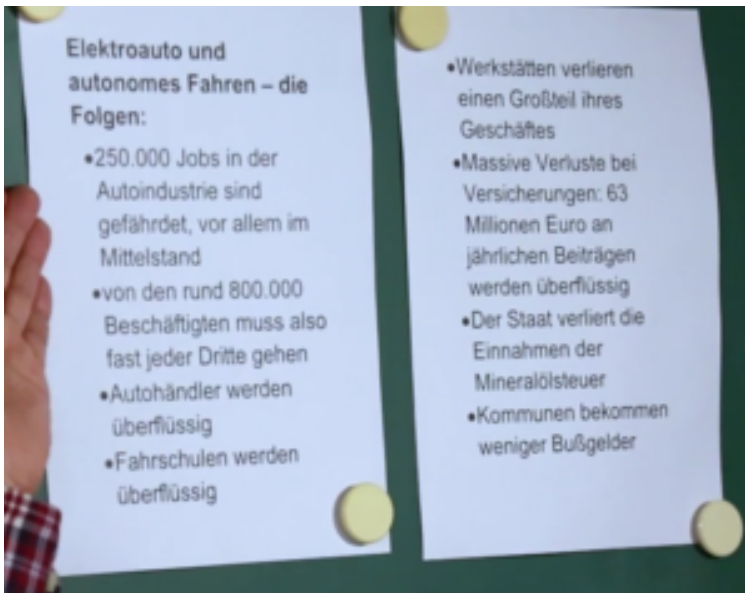 Elektroauto und
autonomes Fahren – die
Folgen:
•250.000 Jobs in der
Autoindustrie sind
gefährdet, vor allem im
Mittelstand
•von den rund 800.000
Beschäftigten muss also
fast jeder Dritte gehen
•Autohändler werden
überflüssig
•Fahrschulen werden
überflüssig
•Werkstätten verlieren
einen Großteil ihres
Geschäftes
•Massive Verluste bei
Versicherungen: 63
Millionen Euro an
jährlichen Beiträgen
werden überflüssig
•Der Staat verliert die
Einnahmen der
Mineralölsteuer
•Kommunen bekommen
weniger Bußgelder